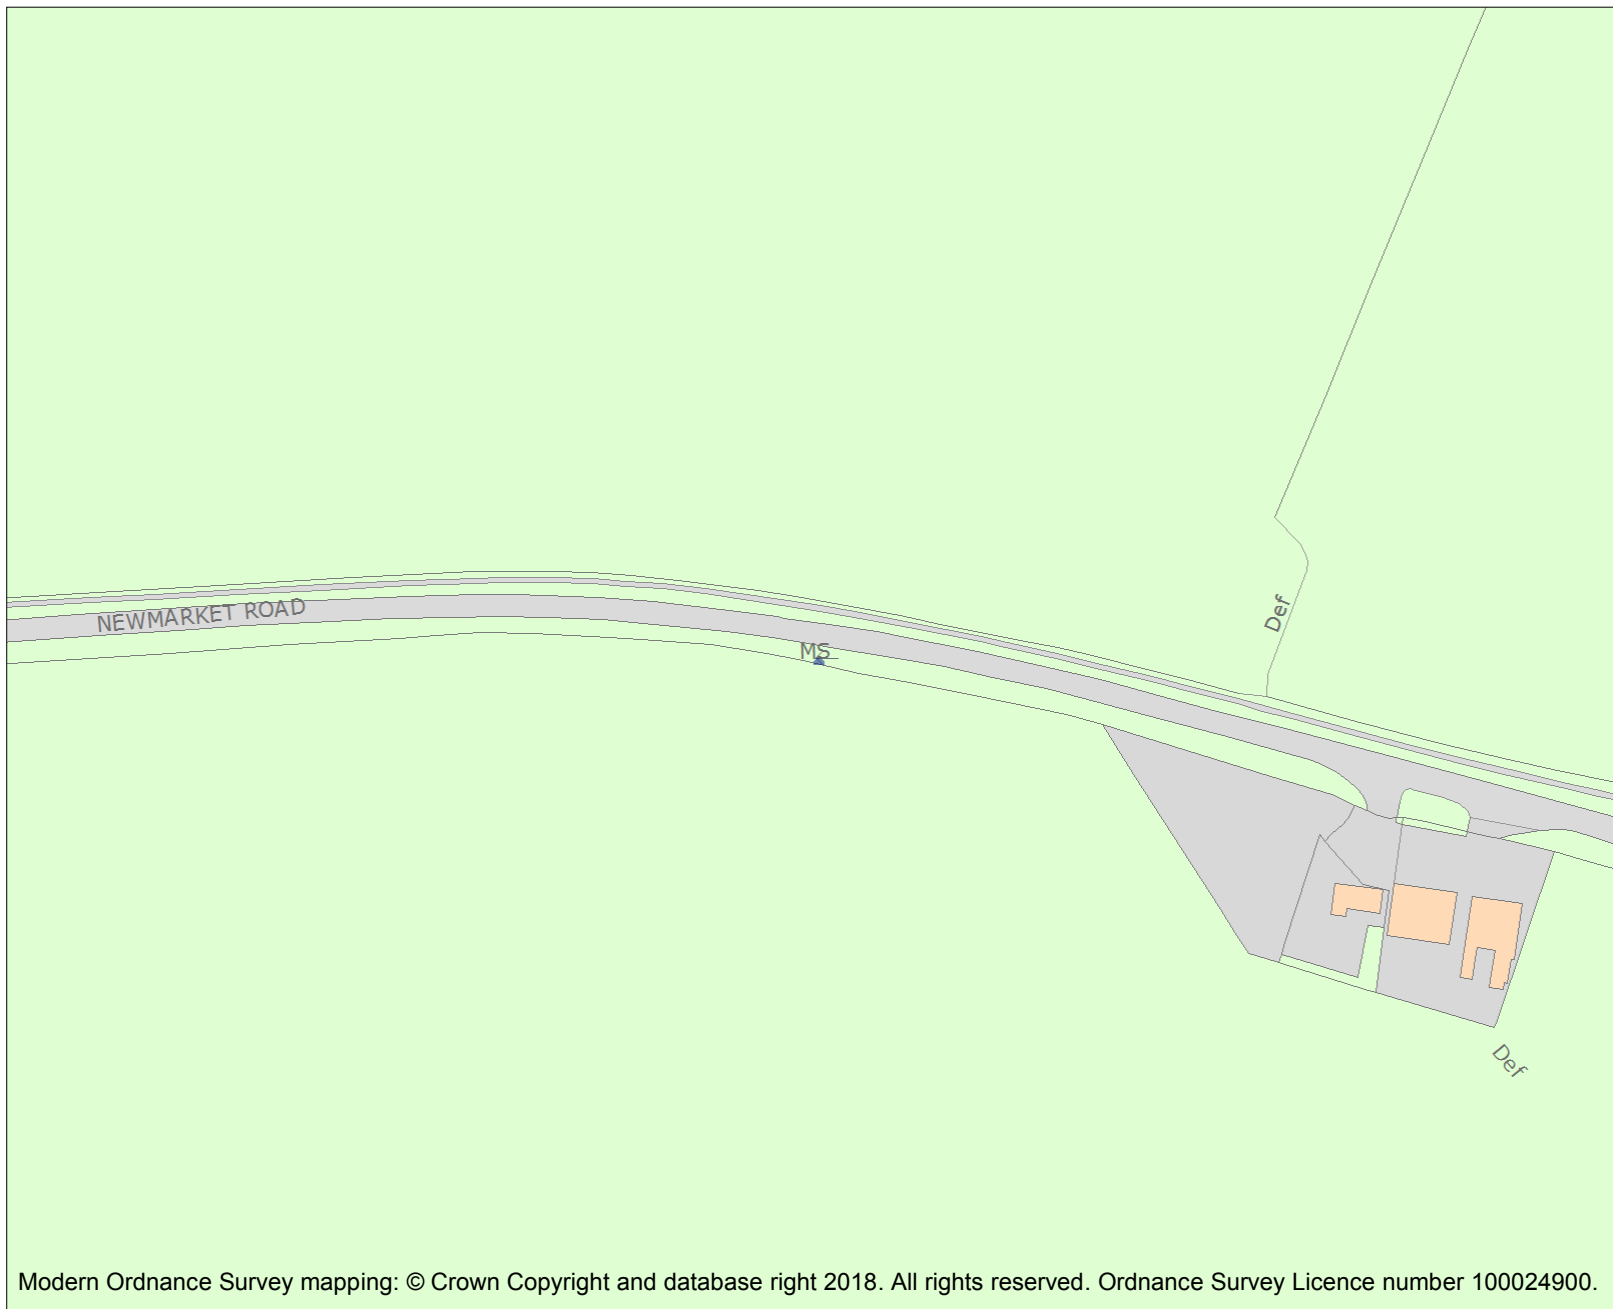 NEWMARKET ROAD
Def
MS
Def
Modern Ordnance Survey mapping: © Crown Copyright and database right 2018. All rights reserved. Ordnance Survey Licence number 100024900.